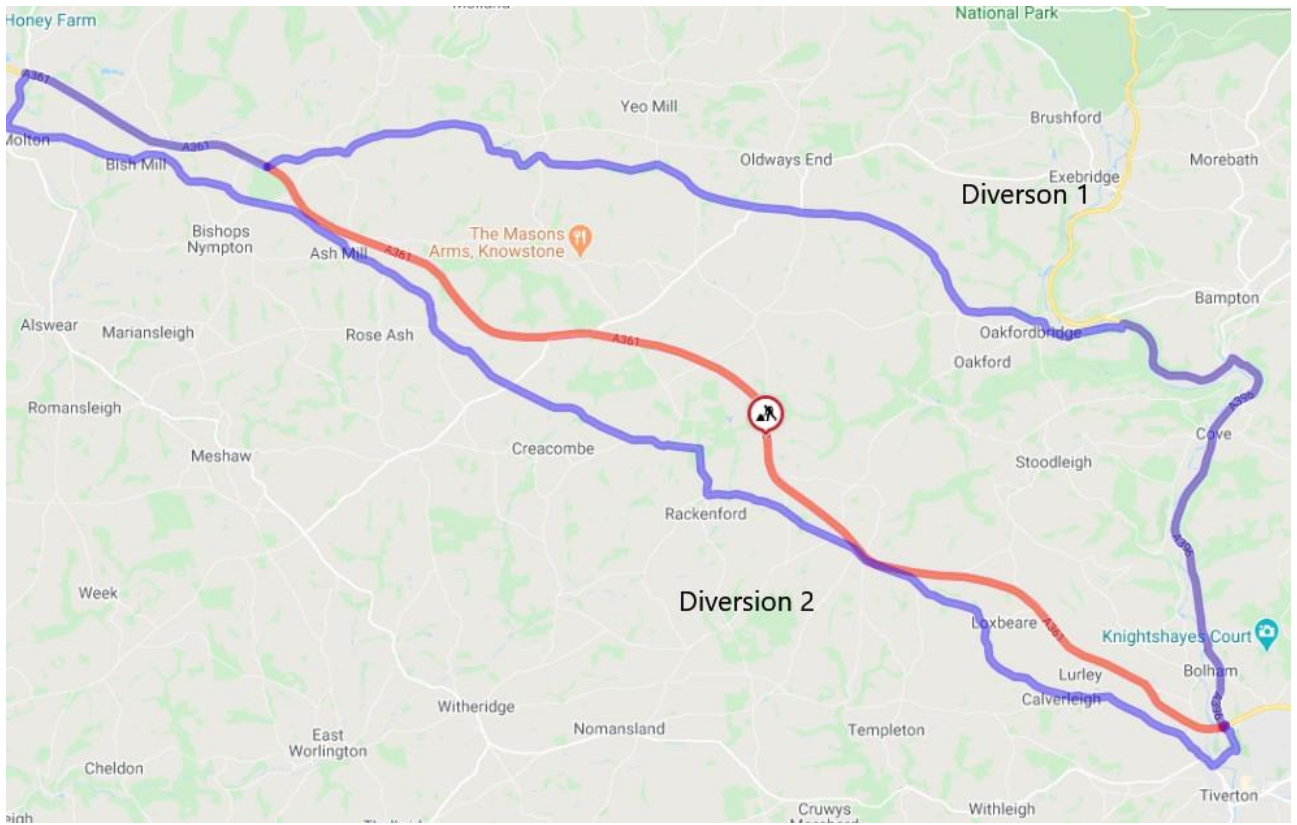 Honey Farm
National Park
A361
Yeo Mill
Brushford
Molton
A361
Bish Mill
Oldways End
Morebath
Exebridge
Diverson 1
Bishops
Nympton
The Masons
Arms, Knowstone
Ash Mill
A361
Bampton
Alswear
Mariansleigh
Rose Ash
A361
Oakfordbridge
Oakford
Romansleigh
A396
Cove
Meshaw
Creacombe
Stoodleigh
Rackenford
A396
Week
Diversion 2
Loxbeare
A361
Knightshayes Court
Lurley
Bolham
Calverleigh
Witheridge
A396
East
Worlington
Nomansland
Templeton
Cheldon
Tiverton
Cruwys
Withleigh
eigh